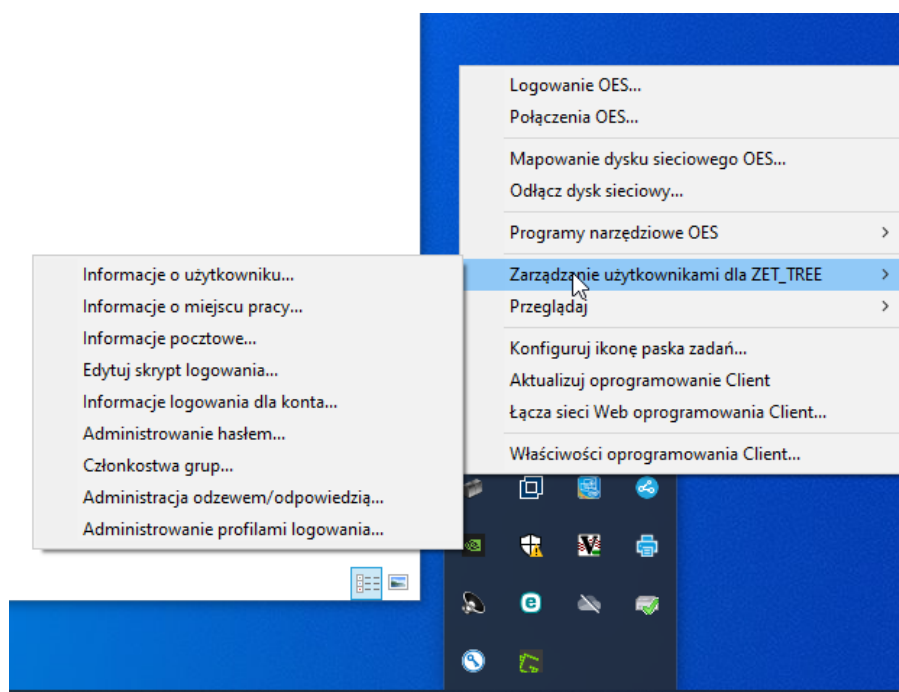 Logowanie OES...
Połączenia OES...
Mapowanie dysku sieciowego OES...
Odłącz dysk sieciowy...
Programy narzędziowe OES
Zarządzanie użytkownikami dla ZET_TREE
Przeglądaj
Konfiguruj ikonę paska zadań...
Aktualizuj oprogramowanie Client
Łącza sieci Web oprogramowania Client...
Właściwości oprogramowania Client...
Informacje o użytkowniku...
Informacje o miejscu pracy...
Informacje pocztowe...
Edytuj skrypt logowania...
Informacje logowania dla konta...
Administrowanie hasłem...
Członkostwa grup...
Administracja odzewem/odpowiedzią...
Administrowanie profilami logowania...